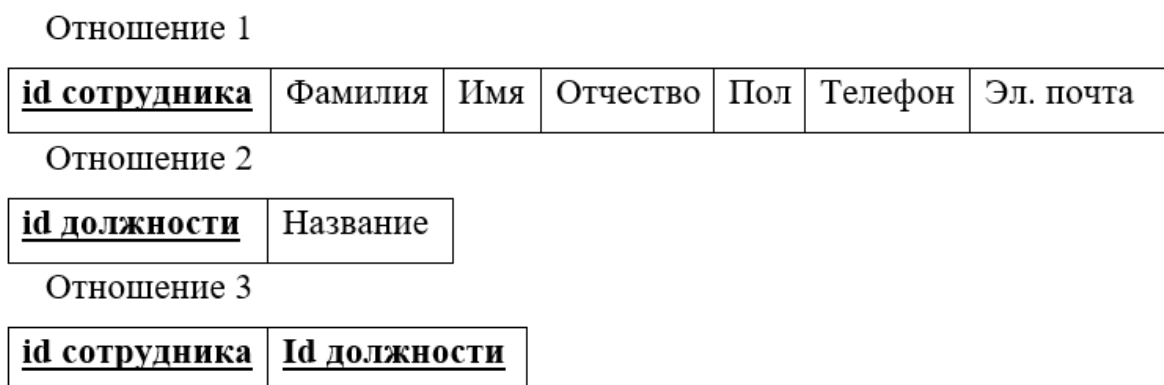 Отношение 1
id сотрудника Фамилия Имя Отчество Пол Телефон Эл. почта
Отношение 2
id должности Название
Отношение 3
id сотрудника Id должности